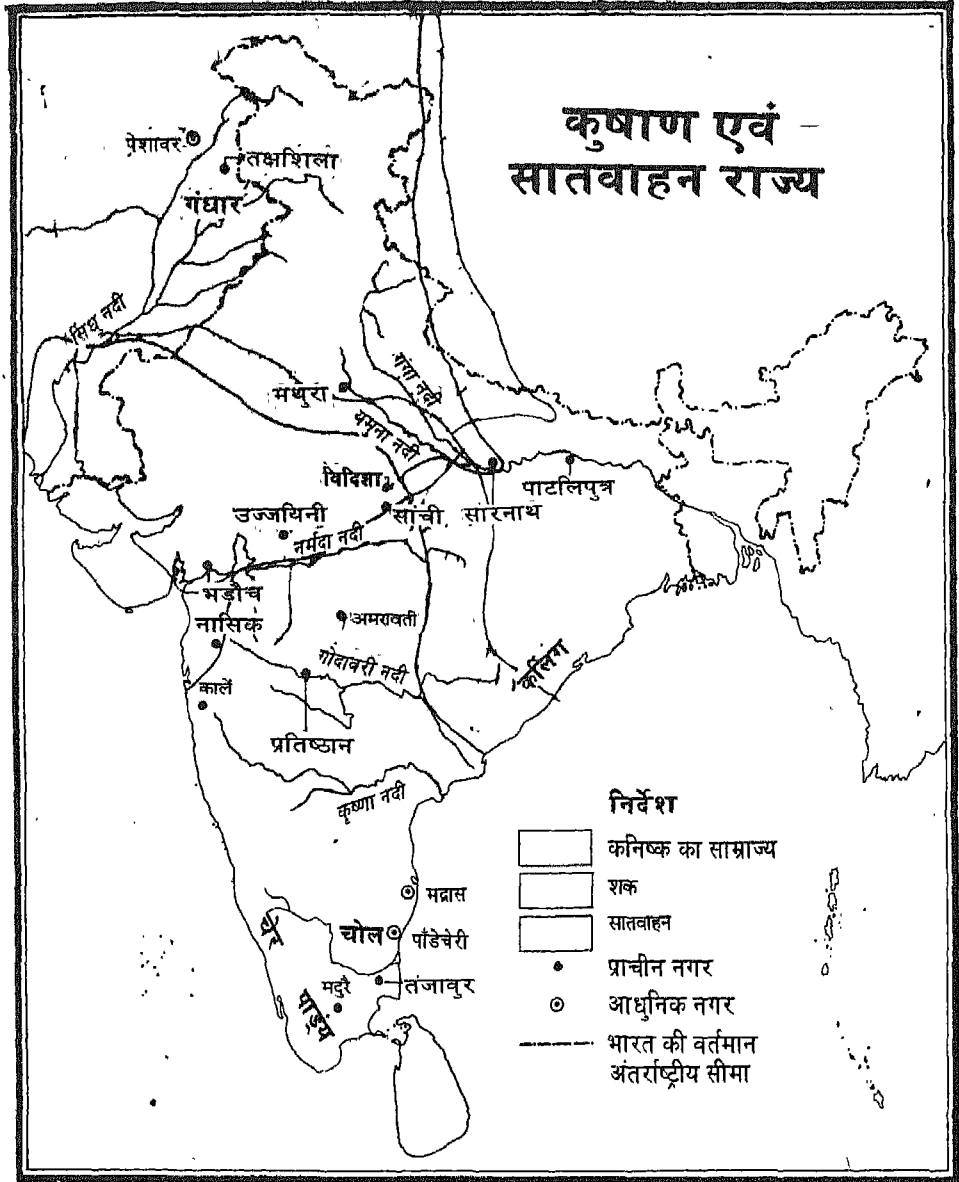 कुषाण एवं
सातवाहन राज्य
पेशावर
तक्षशिला
गंधार
सिंधु नदी
मथुरा
गंगा नदी
यमुना नदी
विदिशा
पाटलिपुत्र
उज्जयिनी
सांची
सारनाथ
नर्मदा नदी
भड़ौच
अमरावती
नासिक
गोदावरी नदी
कलिंग
कार्ले
प्रतिष्ठान
कृष्णा नदी
निर्देश
कनिष्क का साम्राज्य
शक
सातवाहन
प्राचीन नगर
आधुनिक नगर
भारत की वर्तमान
अंतर्राष्ट्रीय सीमा
मद्रास
चेर
चोल
पाँडेचेरी
मदुरै
तंजावुर
पाड्य